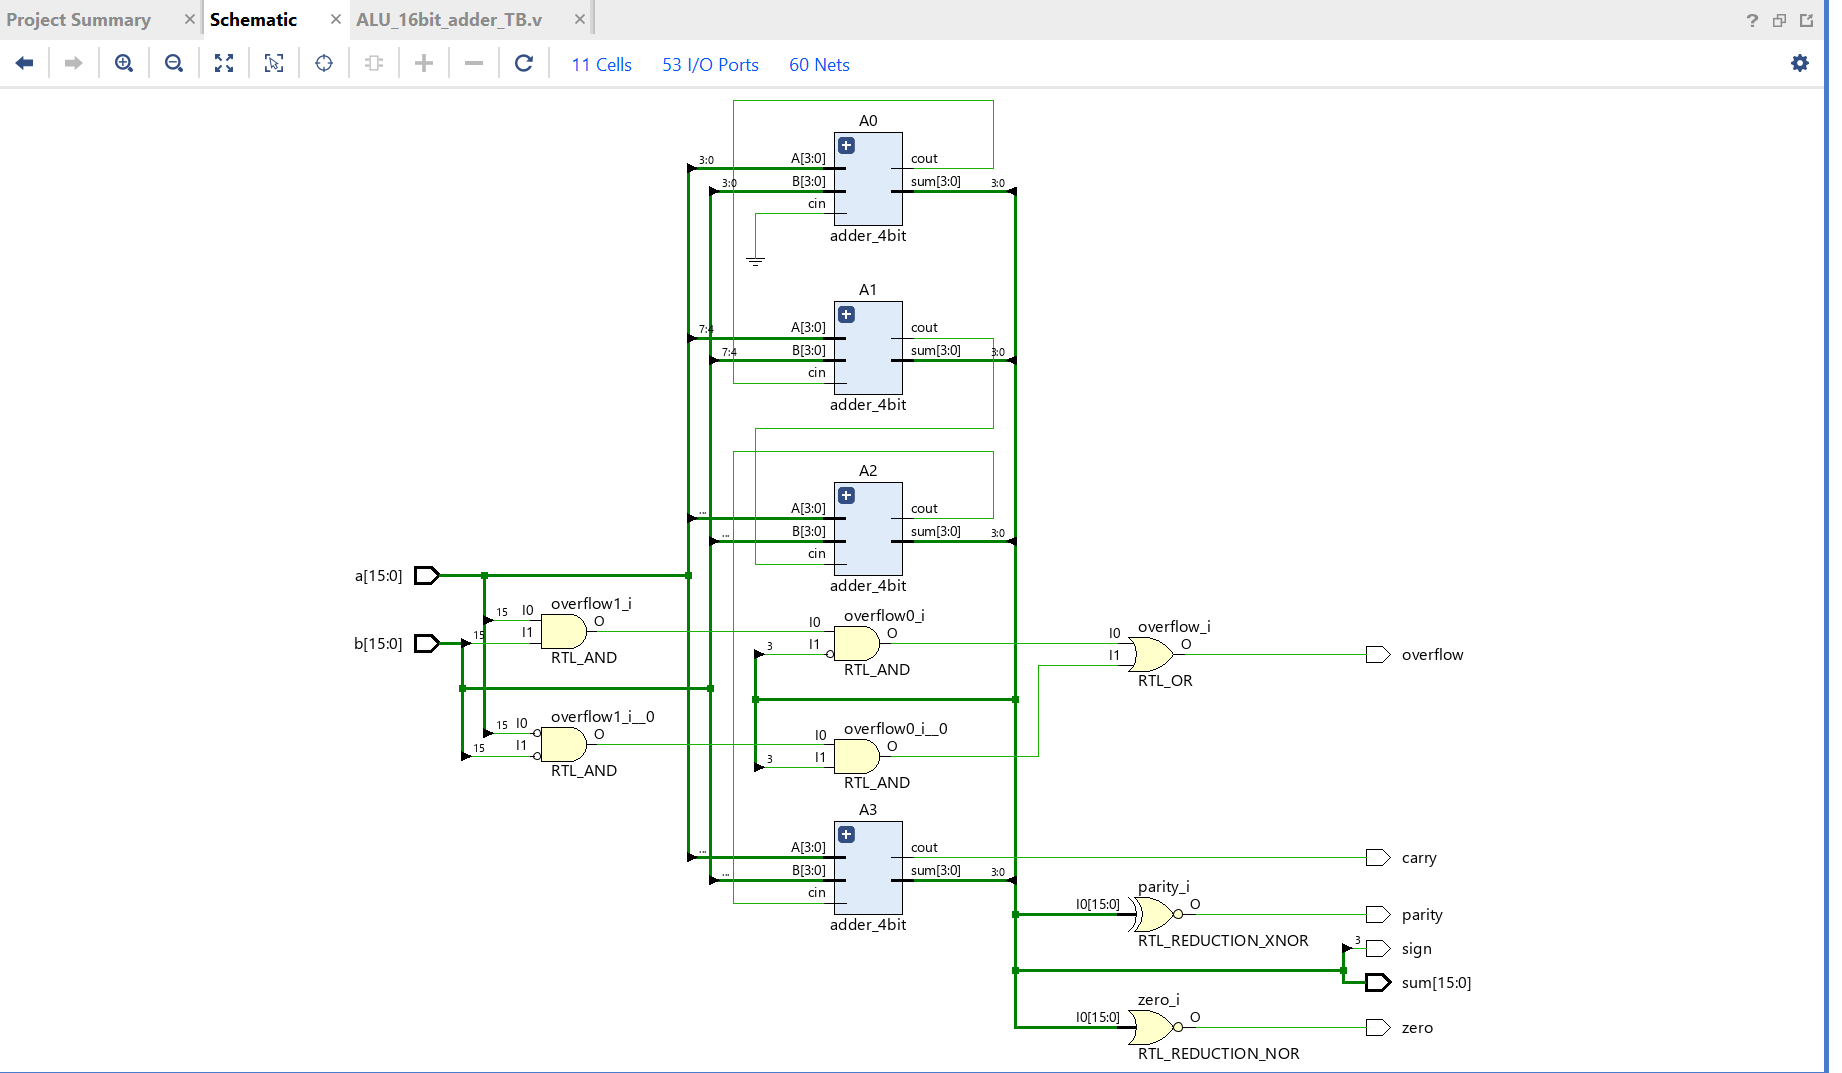 Project Summary × Schematic × ALU_16bit_adder_TB.v ×
?
11 Cells 53 I/O Ports 60 Nets
A0
3:0 A[3:0] cout
3:0 B[3:0] sum[3:0] 3:0
cin
adder_4bit
A1
7:4 A[3:0] cout
7:4 B[3:0] sum[3:0] 3:0
cin
adder_4bit
A2
... A[3:0] cout
... B[3:0] sum[3:0] 3:0
cin
adder_4bit
a[15:0]
b[15:0]
overflow1_i
15 I0 O
15 I1
RTL_AND
overflow0_i
I0 O
3 I1
RTL_AND
overflow_i
I0 O
I1
RTL_OR
overflow
overflow1_i__0
15 I0 O
15 I1
RTL_AND
overflow0_i__0
I0 O
3 I1
RTL_AND
A3
... A[3:0] cout
... B[3:0] sum[3:0] 3:0
cin
adder_4bit
carry
parity_i
I0[15:0] O
RTL_REDUCTION_XNOR
parity
3 sign
sum[15:0]
zero_i
I0[15:0] O
RTL_REDUCTION_NOR
zero